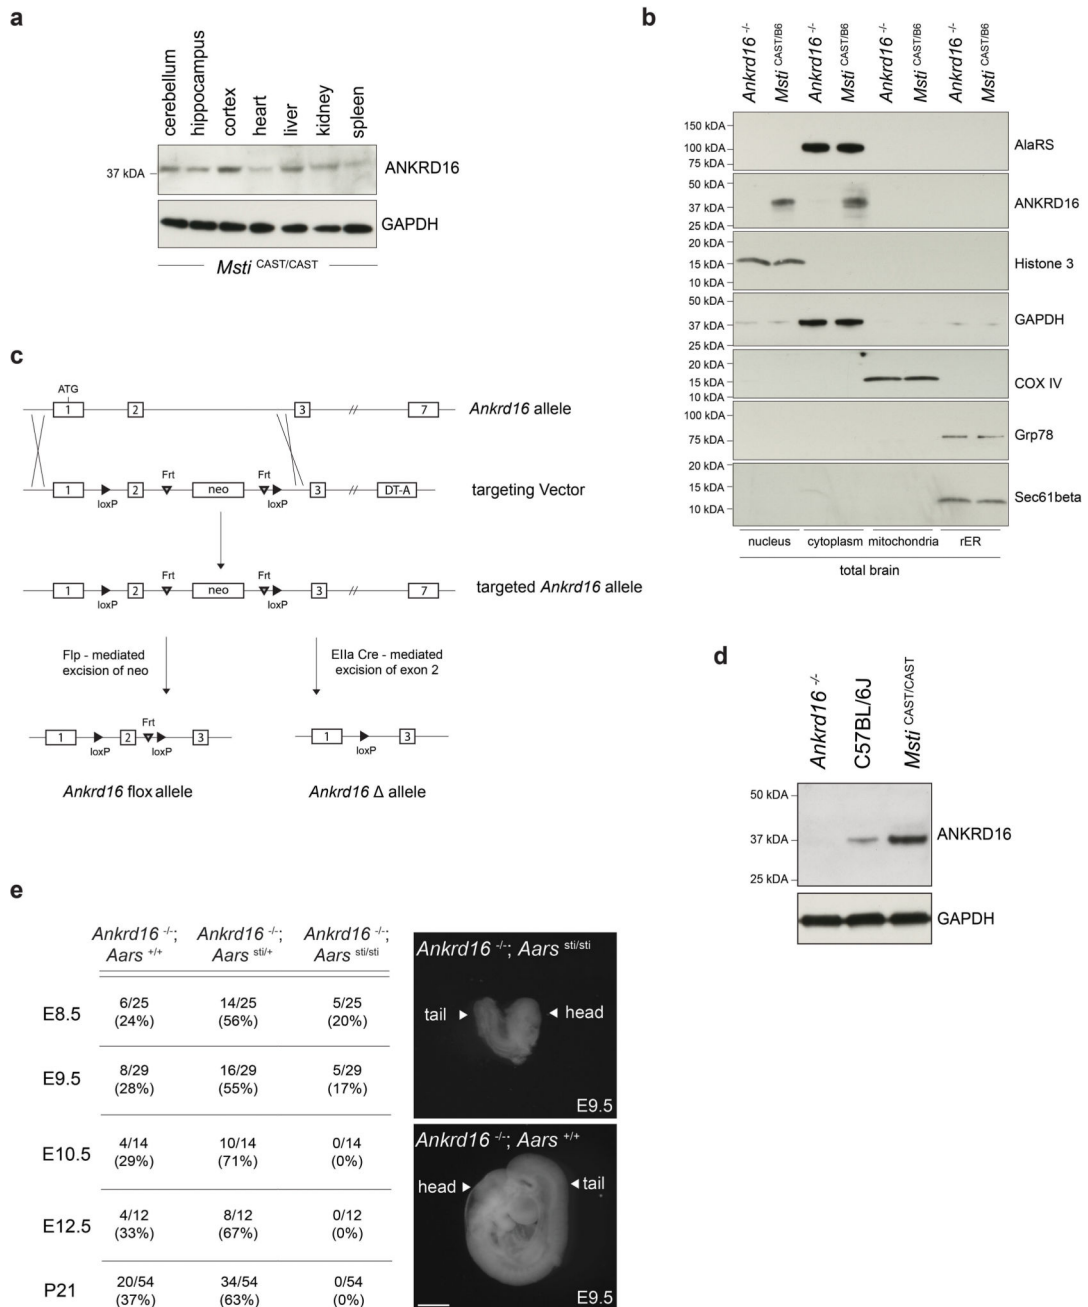 a
cerebellum
hippocampus
cortex
heart
liver
kidney
spleen
37 kDA
ANKRD16
GAPDH
Msti CAST/CAST
b
Ankrd16 -/-
Msti CAST/B6
Ankrd16 -/-
Msti CAST/B6
Ankrd16 -/-
Msti CAST/B6
Ankrd16 -/-
Msti CAST/B6
150 kDA
100 kDA
75 kDA
AlaRS
50 kDA
37 kDA
25 kDA
ANKRD16
20 kDA
15 kDA
10 kDA
Histone 3
50 kDA
37 kDA
25 kDA
GAPDH
20 kDA
15 kDA
10 kDA
COX IV
100 kDA
75 kDA
Grp78
20 kDA
15 kDA
10 kDA
Sec61beta
nucleus cytoplasm mitochondria rER
total brain
c
ATG
1 2 3 // 7
Ankrd16 allele
Frt Frt
1 2 neo 3 // DT-A
loxP loxP
targeting Vector
Frt Frt
1 2 neo 3 // 7
loxP loxP
targeted Ankrd16 allele
Flp - mediated
excision of neo
EIIa Cre - mediated
excision of exon 2
Frt
1 2 3
loxP loxP
Ankrd16 flox allele
1 3
loxP
Ankrd16 Δ allele
d
Ankrd16 -/-
C57BL/6J
Msti CAST/CAST
50 kDA
37 kDA
25 kDA
ANKRD16
GAPDH
e
Ankrd16 -/-; Ankrd16 -/-; Ankrd16 -/-;
Aars +/+ Aars sti/+ Aars sti/sti
E8.5
6/25 14/25 5/25
(24%) (56%) (20%)
E9.5
8/29 16/29 5/29
(28%) (55%) (17%)
E10.5
4/14 10/14 0/14
(29%) (71%) (0%)
E12.5
4/12 8/12 0/12
(33%) (67%) (0%)
P21
20/54 34/54 0/54
(37%) (63%) (0%)
Ankrd16 -/-; Aars sti/sti
tail head
E9.5
Ankrd16 -/-; Aars +/+
head tail
E9.5